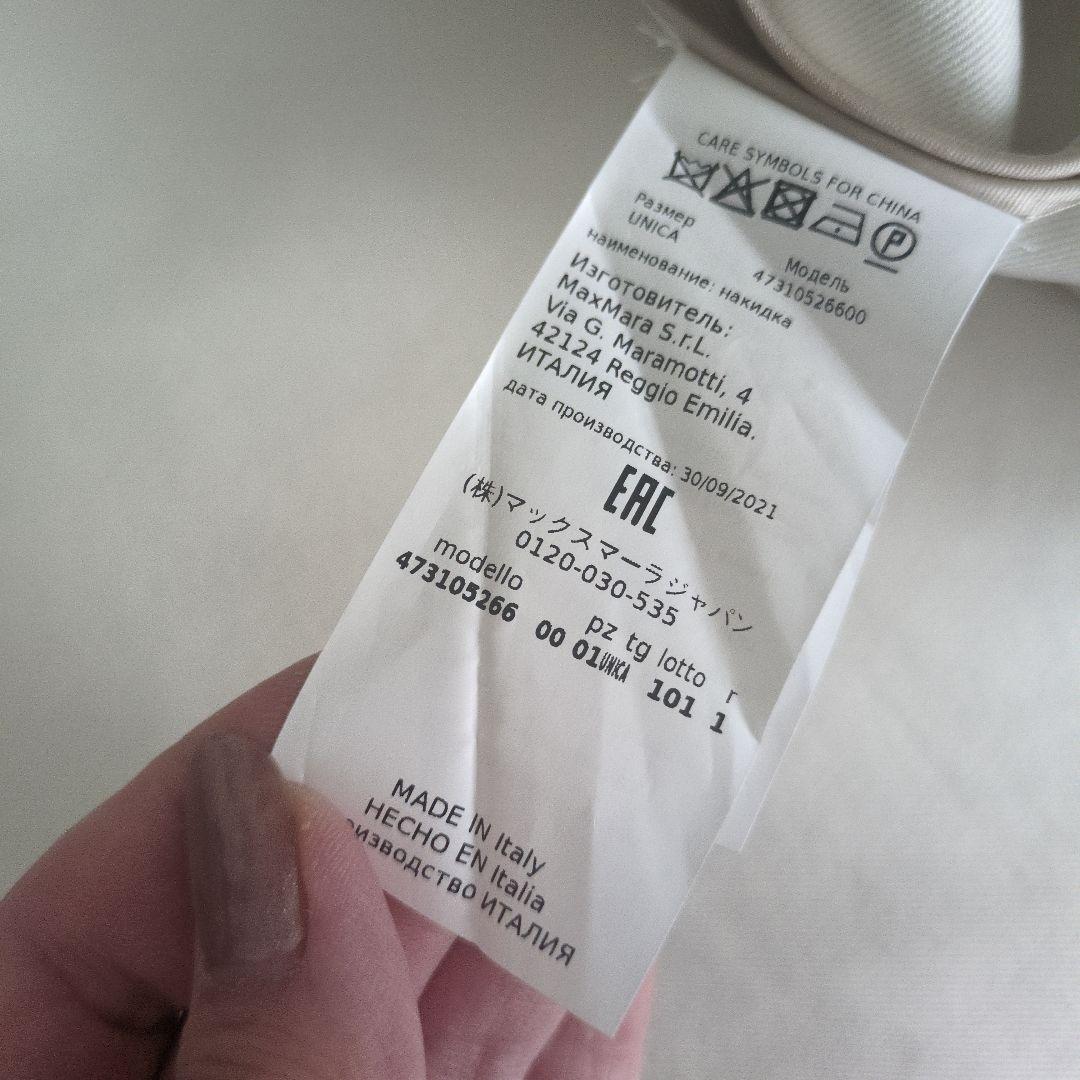 CARE SYMBOLS FOR CHINA
P
Размер
UNICA
Модель
47310526600
наименование: накидка
Изготовитель:
MaxMara S.r.L.
Via G. Maramotti, 4
42124 Reggio Emilia.
ИТАЛИЯ
дата производства: 30/09/2021
EAC
(株)マックスマーラジャパン
0120-030-535
modello pz tg lotto r
473105266 00 01 UNICA 101 1
MADE IN Italy
HECHO EN Italia
оизводство ИТАЛИЯ